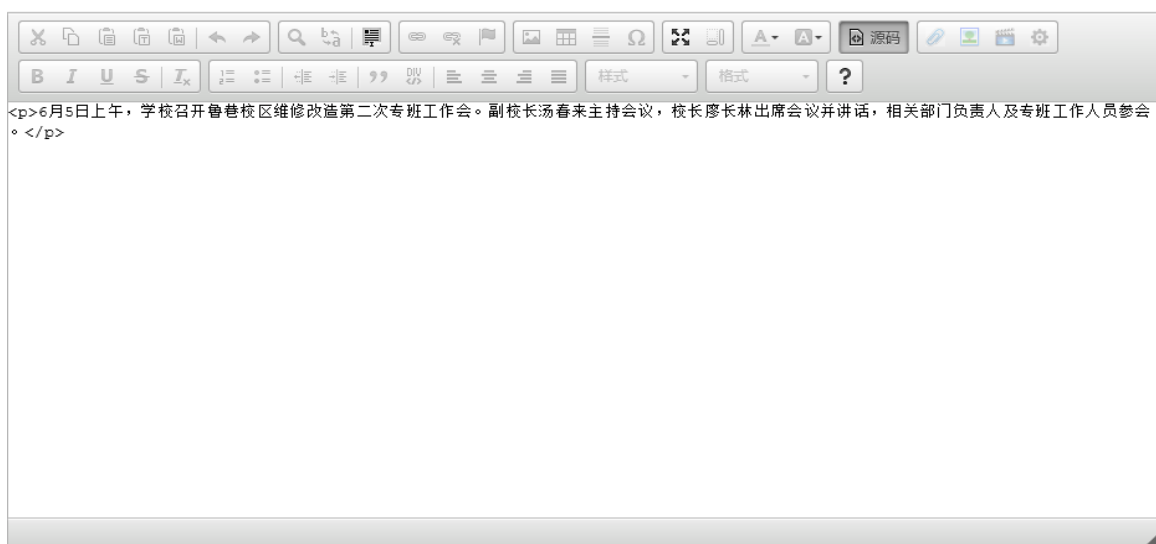 源码
B I U S Ix 样式 格式 ?
<p>6月5日上午，学校召开鲁巷校区维修改造第二次专班工作会。副校长汤春来主持会议，校长廖长林出席会议并讲话，相关部门负责人及专班工作人员参会
。</p>